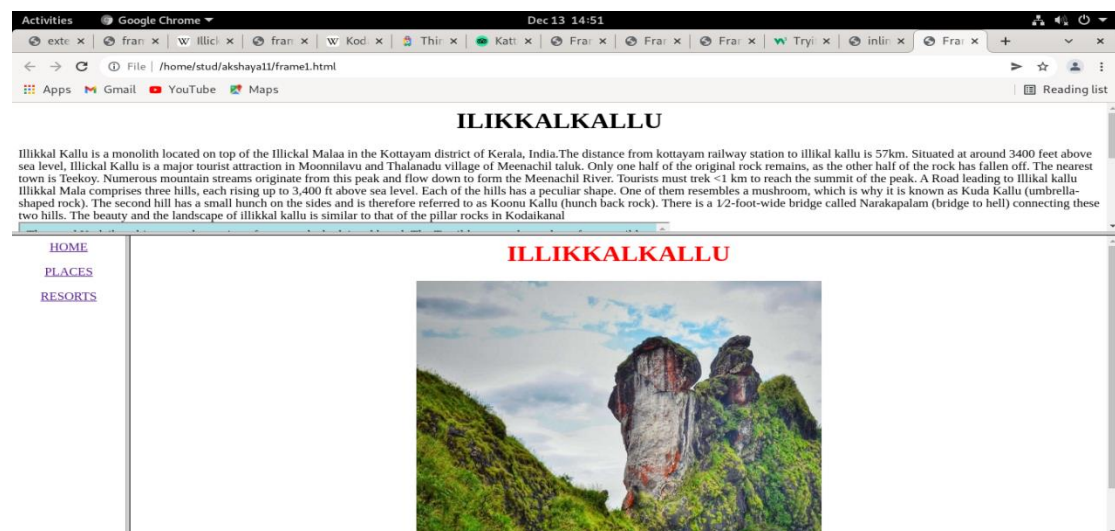 Activities Google Chrome Dec 13 14:51
exte fram Illick fram Kod Thir Katt Frar Frar Frar Tryi inlin Frar
File /home/stud/akshaya11/frame1.html
Apps Gmail YouTube Maps Reading list
ILIKKALKALLU
Illikkal Kallu is a monolith located on top of the Illickal Malaa in the Kottayam district of Kerala, India.The distance from kottayam railway station to illikal kallu is 57km. Situated at around 3400 feet above
sea level, Illickal Kallu is a major tourist attraction in Moonnilavu and Thalanadu village of Meenachil taluk. Only one half of the original rock remains, as the other half of the rock has fallen off. The nearest
town is Teekoy. Numerous mountain streams originate from this peak and flow down to form the Meenachil River. Tourists must trek <1 km to reach the summit of the peak. A Road leading to Illikal kallu
Illikkal Mala comprises three hills, each rising up to 3,400 ft above sea level. Each of the hills has a peculiar shape. One of them resembles a mushroom, which is why it is known as Kuda Kallu (umbrella-
shaped rock). The second hill has a small hunch on the sides and is therefore referred to as Koonu Kallu (hunch back rock). There is a 1⁄2-foot-wide bridge called Narakapalam (bridge to hell) connecting these
two hills. The beauty and the landscape of illikkal kallu is similar to that of the pillar rocks in Kodaikanal
HOME
PLACES
RESORTS
ILLIKKALKALLU